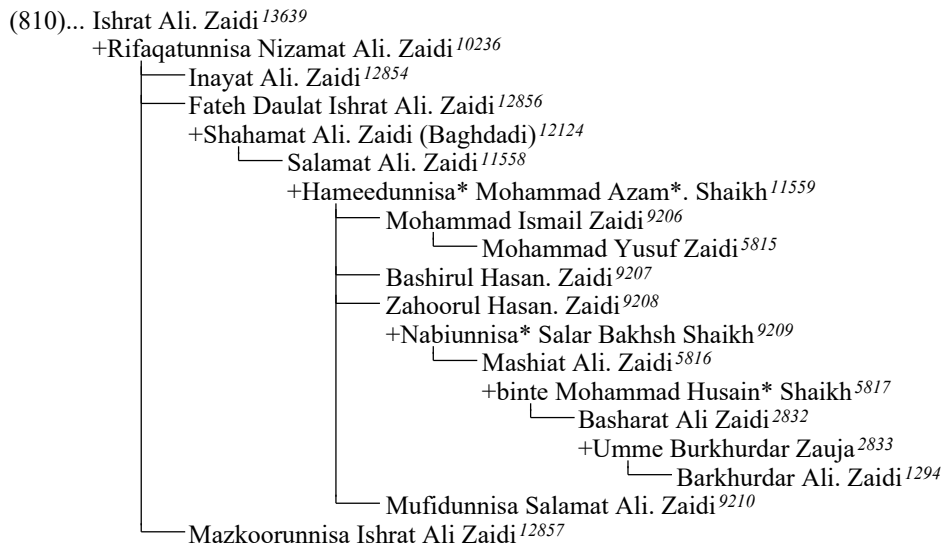 (810)... Ishrat Ali. Zaidi 13639
+Rifaqatunnisa Nizamat Ali. Zaidi 10236
Inayat Ali. Zaidi 12854
Fateh Daulat Ishrat Ali. Zaidi 12856
+Shahamat Ali. Zaidi (Baghdadi) 12124
Salamat Ali. Zaidi 11558
+Hameedunnisa* Mohammad Azam*. Shaikh 11559
Mohammad Ismail Zaidi 9206
Mohammad Yusuf Zaidi 5815
Bashirul Hasan. Zaidi 9207
Zahoorul Hasan. Zaidi 9208
+Nabiunnisa* Salar Bakhsh Shaikh 9209
Mashiat Ali. Zaidi 5816
+binte Mohammad Husain* Shaikh 5817
Basharat Ali Zaidi 2832
+Umme Burkhurdar Zauja 2833
Barkhurdar Ali. Zaidi 1294
Mufidunnisa Salamat Ali. Zaidi 9210
Mazkoorunnisa Ishrat Ali Zaidi 12857